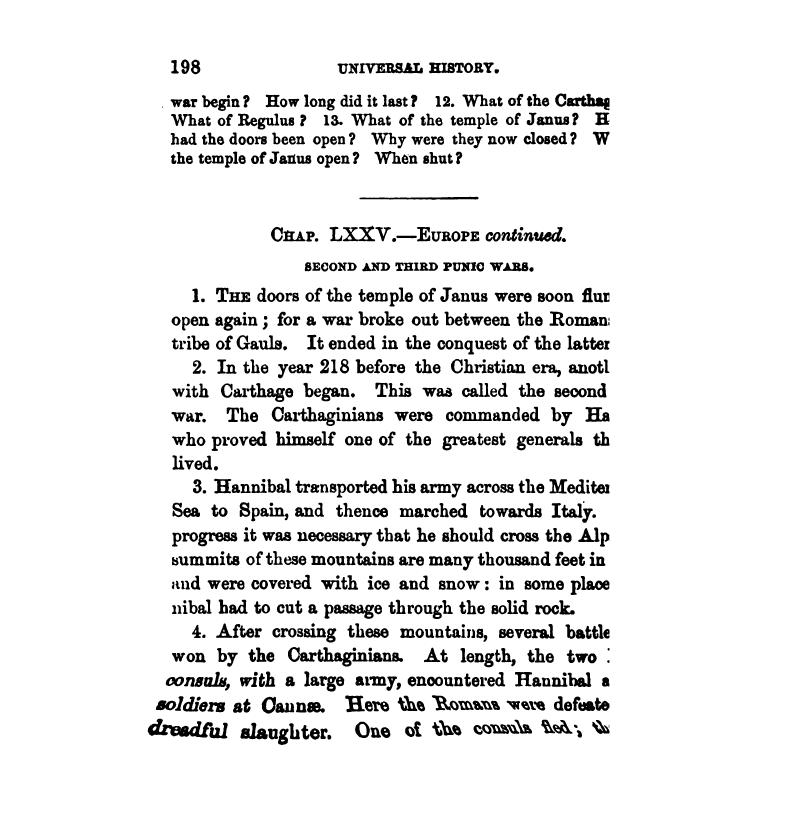 198 UNIVERSAL HISTORY.
war begin? How long did it last? 12. What of the Carthag
What of Regulus? 13. What of the temple of Janus? H
had the doors been open? Why were they now closed? W
the temple of Janus open? When shut?
CHAP. LXXV.—EUROPE continued.
SECOND AND THIRD PUNIC WARS.
1. THE doors of the temple of Janus were soon flun
open again; for a war broke out between the Roman
tribe of Gauls. It ended in the conquest of the latter
2. In the year 218 before the Christian era, anoth
with Carthage began. This was called the second
war. The Carthaginians were commanded by Ha
who proved himself one of the greatest generals th
lived.
3. Hannibal transported his army across the Mediter
Sea to Spain, and thence marched towards Italy.
progress it was necessary that he should cross the Alp
summits of these mountains are many thousand feet in
and were covered with ice and snow: in some place
nibal had to cut a passage through the solid rock.
4. After crossing these mountains, several battle
won by the Carthaginians. At length, the two
consuls, with a large army, encountered Hannibal a
soldiers at Cannæ. Here the Romans were defeate
dreadful slaughter. One of the consuls fled; th